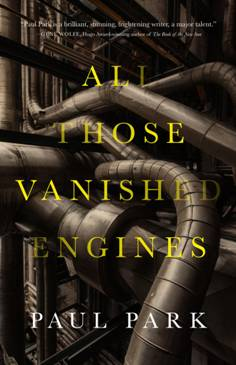 "Paul Park is a brilliant, stunning, frightening writer, a major talent."
—GENE WOLFE, Hugo Award-nominated author of The Book of the New Sun
ALL
THOSE
VANISHED
ENGINES
PAUL PARK